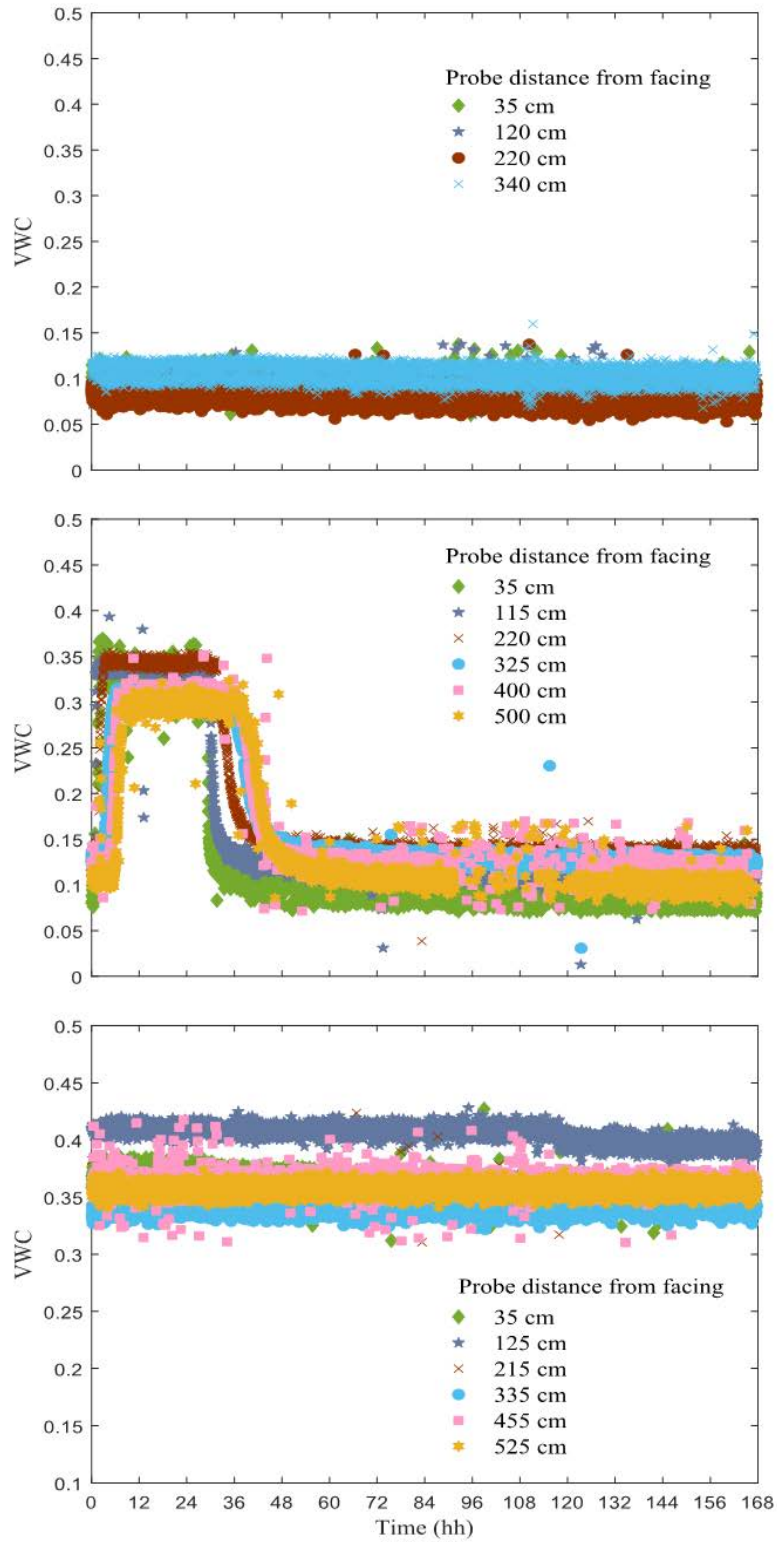 0.5
0.45
0.4
0.35
0.3
0.25
0.2
0.15
0.1
0.05
0
VWC
Probe distance from facing
35 cm
120 cm
220 cm
340 cm
0.5
0.45
0.4
0.35
0.3
0.25
0.2
0.15
0.1
0.05
0
VWC
Probe distance from facing
35 cm
115 cm
220 cm
325 cm
400 cm
500 cm
0.5
0.45
0.4
0.35
0.3
0.25
0.2
0.15
0.1
VWC
Probe distance from facing
35 cm
125 cm
215 cm
335 cm
455 cm
525 cm
0 12 24 36 48 60 72 84 96 108 120 132 144 156 168
Time (hh)